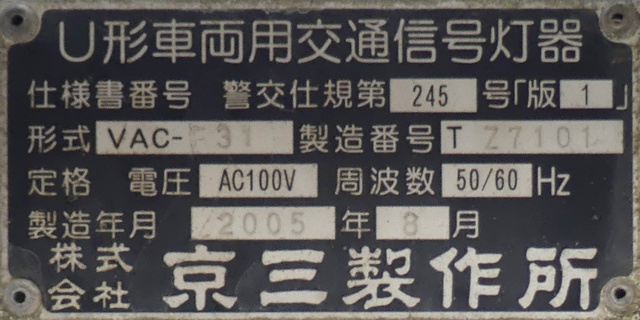 U形車両用交通信号灯器
仕様書番号 警交仕規第 245 号「版 1」
形式 VAC- 31 製造番号 T Z7101
定格 電圧 AC100V 周波数 50/60 Hz
製造年月 2005 年 8 月
株式会社 京三製作所